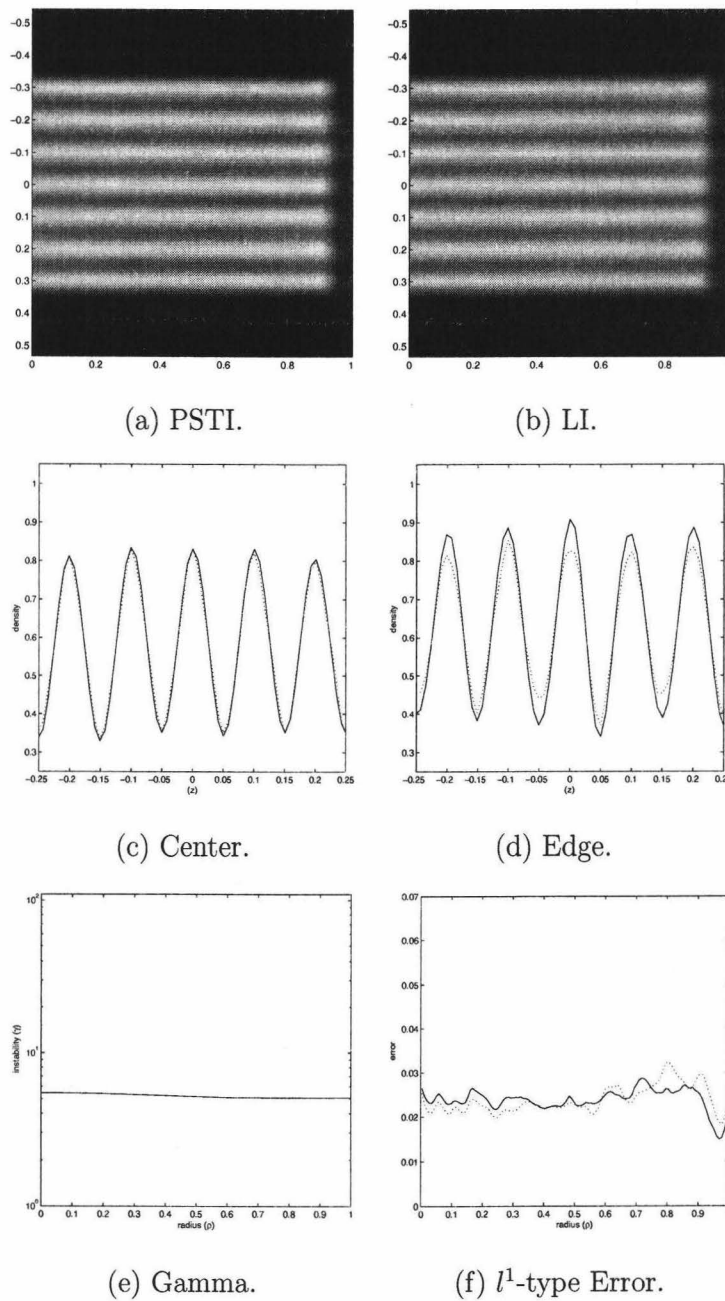 −0.5
−0.4
−0.3
−0.2
−0.1
0
0.1
0.2
0.3
0.4
0.5
0 0.2 0.4 0.6 0.8 1
(a) PSTI.
−0.5
−0.4
−0.3
−0.2
−0.1
0
0.1
0.2
0.3
0.4
0.5
0 0.2 0.4 0.6 0.8
(b) LI.
1
0.9
0.8
0.7
0.6
0.5
0.4
0.3
density
−0.25 −0.2 −0.15 −0.1 −0.05 0 0.05 0.1 0.15 0.2 0.25
(z)
(c) Center.
1
0.9
0.8
0.7
0.6
0.5
0.4
0.3
density
−0.25 −0.2 −0.15 −0.1 −0.05 0 0.05 0.1 0.15 0.2 0.25
(z)
(d) Edge.
10²
10¹
10⁰
instability (γ)
0 0.1 0.2 0.3 0.4 0.5 0.6 0.7 0.8 0.9 1
radius (ρ)
(e) Gamma.
0.07
0.06
0.05
0.04
0.03
0.02
0.01
0
error
0 0.1 0.2 0.3 0.4 0.5 0.6 0.7 0.8 0.9
radius (ρ)
(f) l¹-type Error.